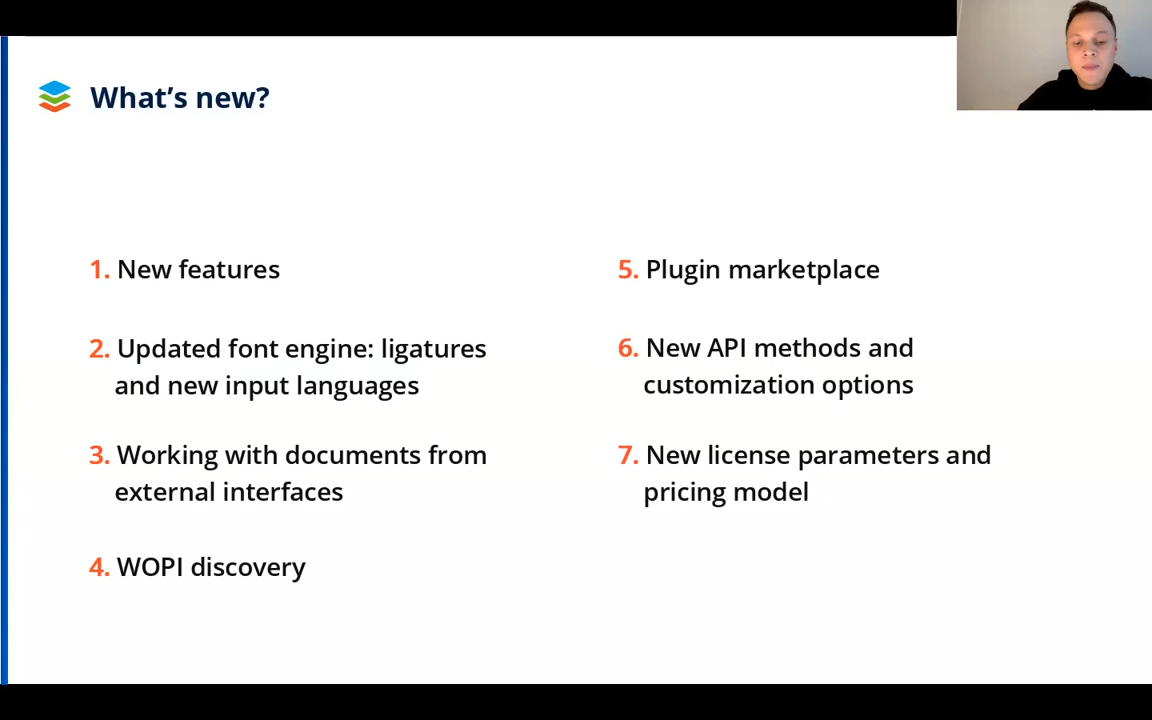 What’s new?
1. New features
2. Updated font engine: ligatures
and new input languages
3. Working with documents from
external interfaces
4. WOPI discovery
5. Plugin marketplace
6. New API methods and
customization options
7. New license parameters and
pricing model